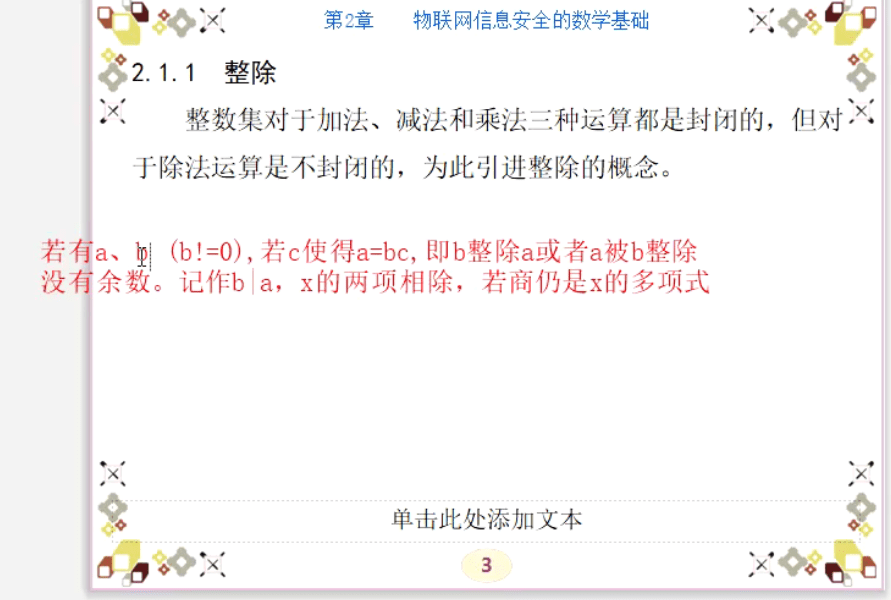 第2章 物联网信息安全的数学基础
2.1.1 整除
整数集对于加法、减法和乘法三种运算都是封闭的，但对
于除法运算是不封闭的，为此引进整除的概念。
若有a、b (b!=0),若c使得a=bc,即b整除a或者a被b整除
没有余数。记作b|a，x的两项相除，若商仍是x的多项式
单击此处添加文本
3